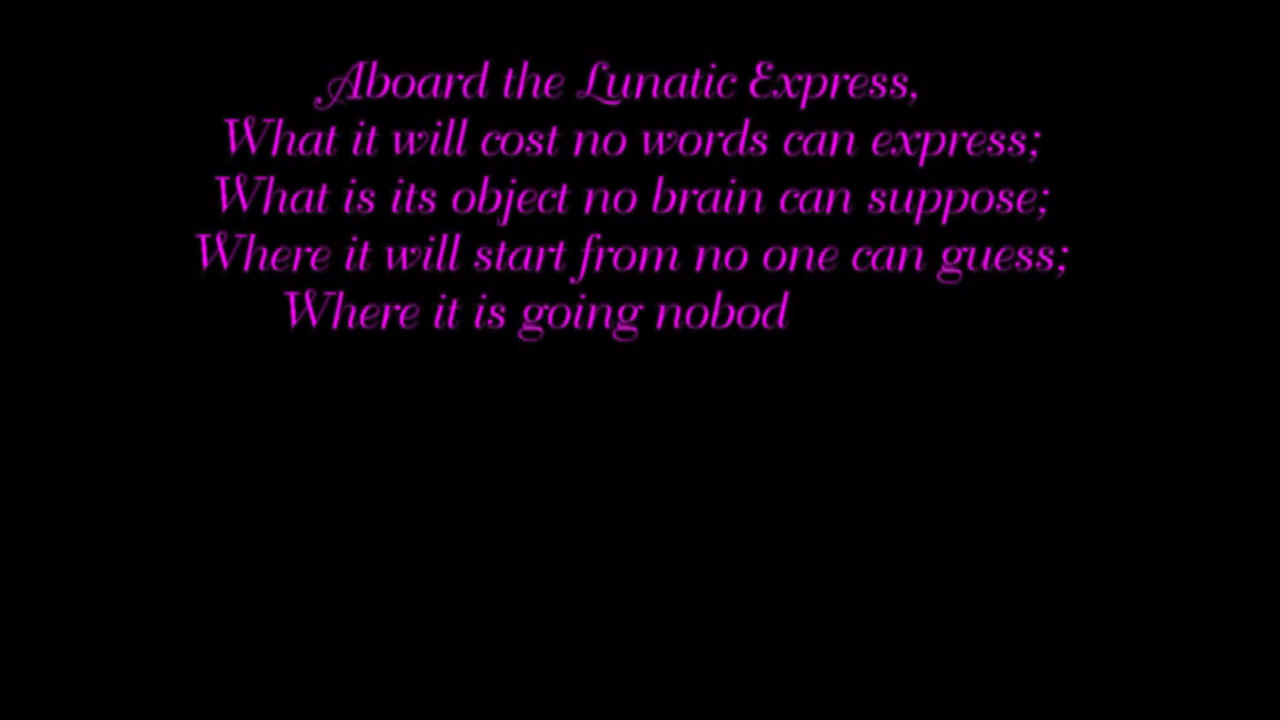 Aboard the Lunatic Express,
What it will cost no words can express;
What is its object no brain can suppose;
Where it will start from no one can guess;
Where it is going nobod